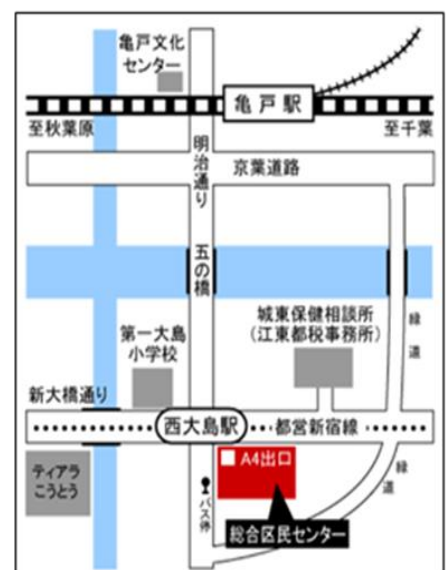 亀戸文化
センター
亀戸駅
至秋葉原
至千葉
明治通り
京葉道路
五の橋
城東保健相談所
(江東都税事務所)
緑道
第一大島
小学校
新大橋通り
西大島駅
都営新宿線
A4出口
ティアラ
こうとう
バス停
緑道
総合区民センター